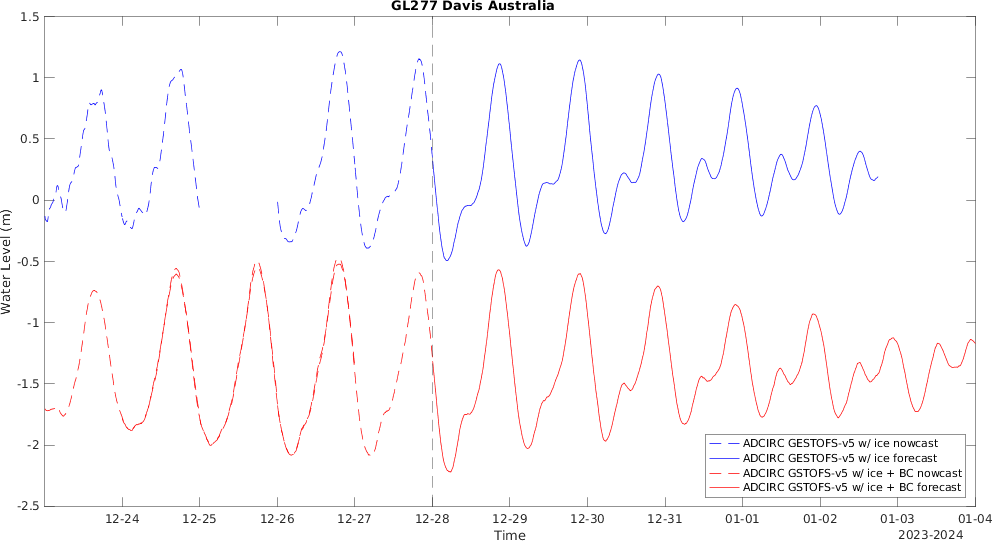 GL277 Davis Australia
1.5
1
0.5
0
-0.5
-1
-1.5
-2
-2.5
Water Level (m)
12-24 12-25 12-26 12-27 12-28 12-29 12-30 12-31 01-01 01-02 01-03 01-04
Time
2023-2024
ADCIRC GESTOFS-v5 w/ ice nowcast
ADCIRC GESTOFS-v5 w/ ice forecast
ADCIRC GSTOFS-v5 w/ ice + BC nowcast
ADCIRC GSTOFS-v5 w/ ice + BC forecast